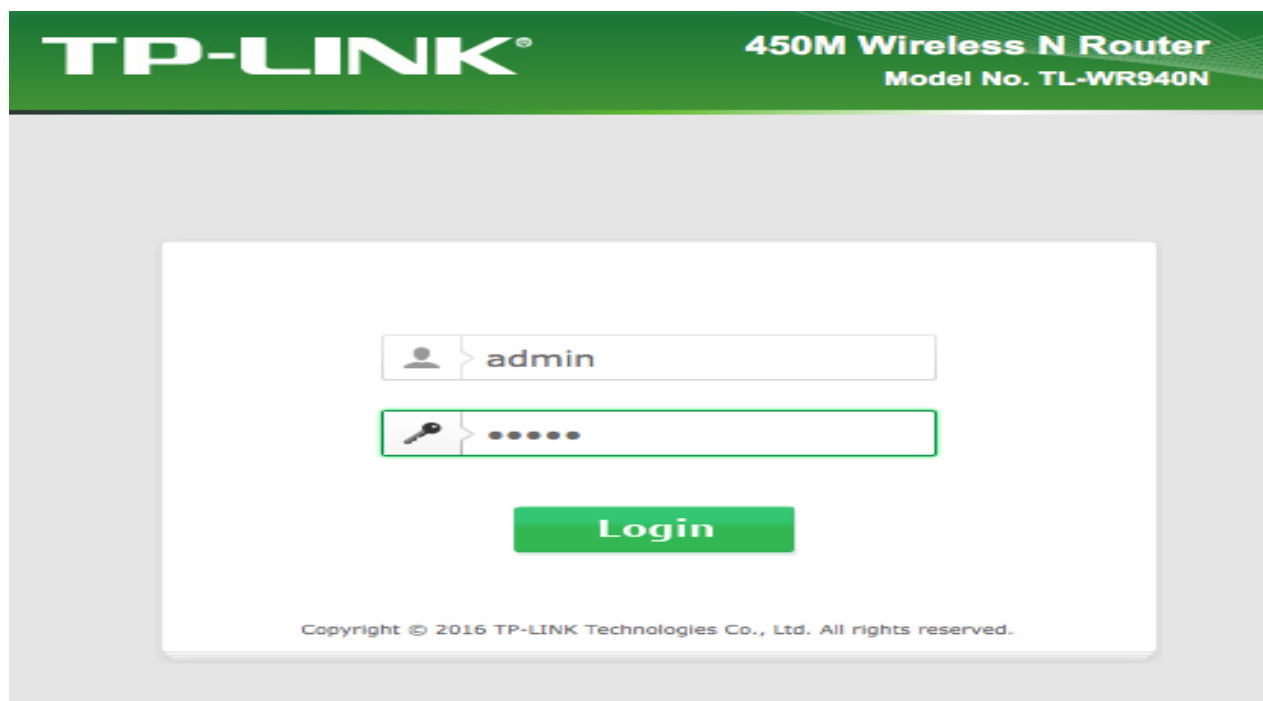 TP-LINK®
450M Wireless N Router
Model No. TL-WR940N
admin
•••••
Login
Copyright © 2016 TP-LINK Technologies Co., Ltd. All rights reserved.